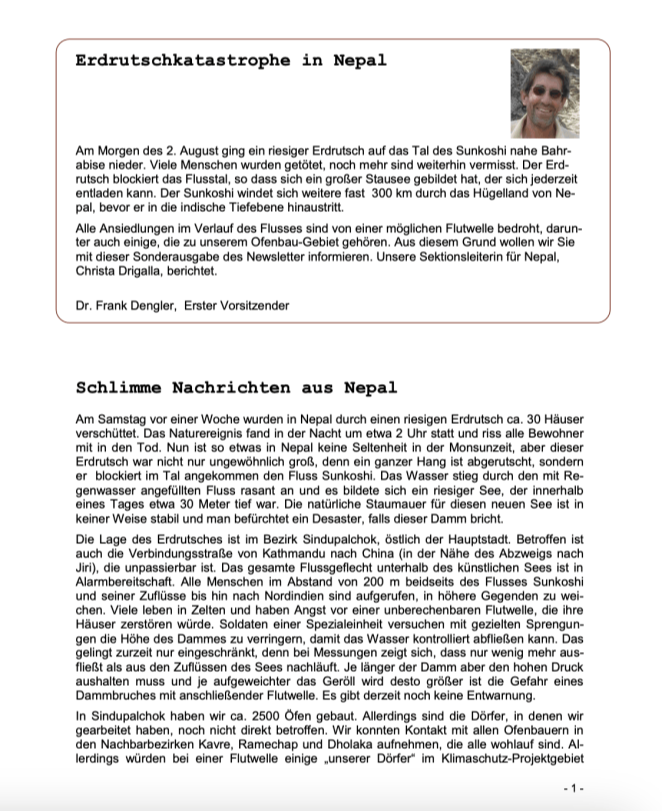 Erdrutschkatastrophe in Nepal
Am Morgen des 2. August ging ein riesiger Erdrutsch auf das Tal des Sunkoshi nahe Bahr-
abise nieder. Viele Menschen wurden getötet, noch mehr sind weiterhin vermisst. Der Erd-
rutsch blockiert das Flusstal, so dass sich ein großer Stausee gebildet hat, der sich jederzeit
entladen kann. Der Sunkoshi windet sich weitere fast 300 km durch das Hügelland von Ne-
pal, bevor er in die indische Tiefebene hinaustritt.
Alle Ansiedlungen im Verlauf des Flusses sind von einer möglichen Flutwelle bedroht, darun-
ter auch einige, die zu unserem Ofenbau-Gebiet gehören. Aus diesem Grund wollen wir Sie
mit dieser Sonderausgabe des Newsletter informieren. Unsere Sektionsleiterin für Nepal,
Christa Drigalla, berichtet.
Dr. Frank Dengler, Erster Vorsitzender
Schlimme Nachrichten aus Nepal
Am Samstag vor einer Woche wurden in Nepal durch einen riesigen Erdrutsch ca. 30 Häuser
verschüttet. Das Naturereignis fand in der Nacht um etwa 2 Uhr statt und riss alle Bewohner
mit in den Tod. Nun ist so etwas in Nepal keine Seltenheit in der Monsunzeit, aber dieser
Erdrutsch war nicht nur ungewöhnlich groß, denn ein ganzer Hang ist abgerutscht, sondern
er blockiert im Tal angekommen den Fluss Sunkoshi. Das Wasser stieg durch den mit Re-
genwasser angefüllten Fluss rasant an und es bildete sich ein riesiger See, der innerhalb
eines Tages etwa 30 Meter tief war. Die natürliche Staumauer für diesen neuen See ist in
keiner Weise stabil und man befürchtet ein Desaster, falls dieser Damm bricht.
Die Lage des Erdrutsches ist im Bezirk Sindupalchok, östlich der Hauptstadt. Betroffen ist
auch die Verbindungsstraße von Kathmandu nach China (in der Nähe des Abzweigs nach
Jiri), die unpassierbar ist. Das gesamte Flussgeflecht unterhalb des künstlichen Sees ist in
Alarmbereitschaft. Alle Menschen im Abstand von 200 m beidseits des Flusses Sunkoshi
und seiner Zuflüsse bis hin nach Nordindien sind aufgerufen, in höhere Gegenden zu wei-
chen. Viele leben in Zelten und haben Angst vor einer unberechenbaren Flutwelle, die ihre
Häuser zerstören würde. Soldaten einer Spezialeinheit versuchen mit gezielten Sprengun-
gen die Höhe des Dammes zu verringern, damit das Wasser kontrolliert abfließen kann. Das
gelingt zurzeit nur eingeschränkt, denn bei Messungen zeigt sich, dass nur wenig mehr aus-
fließt als aus den Zuflüssen des Sees nachläuft. Je länger der Damm aber den hohen Druck
aushalten muss und je aufgeweichter das Geröll wird desto größer ist die Gefahr eines
Dammbruches mit anschließender Flutwelle. Es gibt derzeit noch keine Entwarnung.
In Sindupalchok haben wir ca. 2500 Öfen gebaut. Allerdings sind die Dörfer, in denen wir
gearbeitet haben, noch nicht direkt betroffen. Wir konnten Kontakt mit allen Ofenbauern in
den Nachbarbezirken Kavre, Ramechap und Dholaka aufnehmen, die alle wohlauf sind. Al-
lerdings würden bei einer Flutwelle einige „unserer Dörfer" im Klimaschutz-Projektgebiet
- 1 -